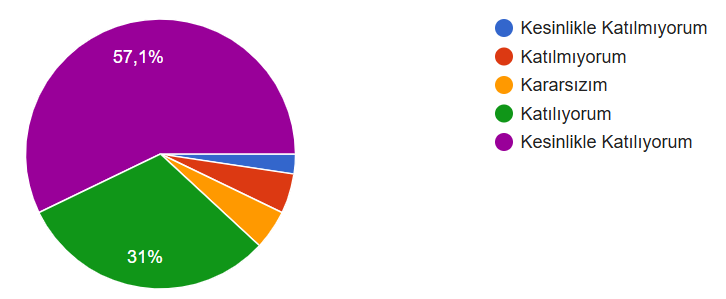 57,1%
31%
Kesinlikle Katılmıyorum
Katılmıyorum
Kararsızım
Katılıyorum
Kesinlikle Katılıyorum